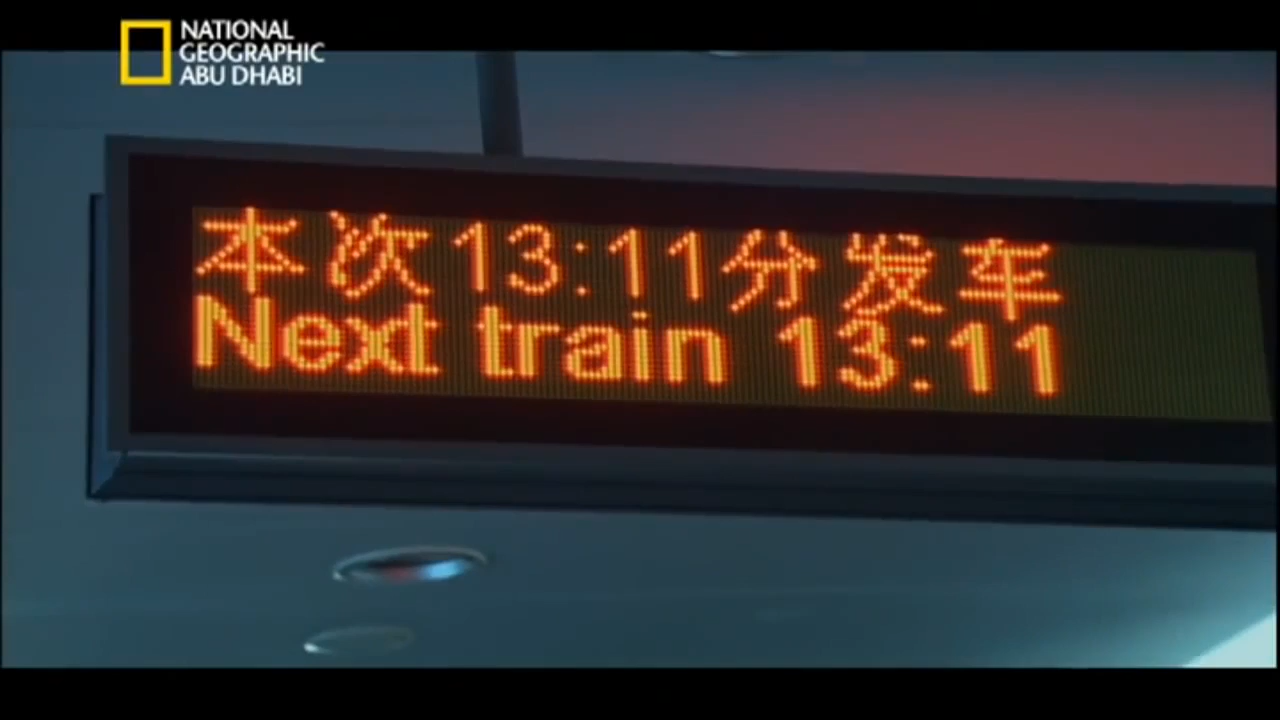 NATIONAL
GEOGRAPHIC
ABU DHABI
本次13:11分发车
Next train 13:11